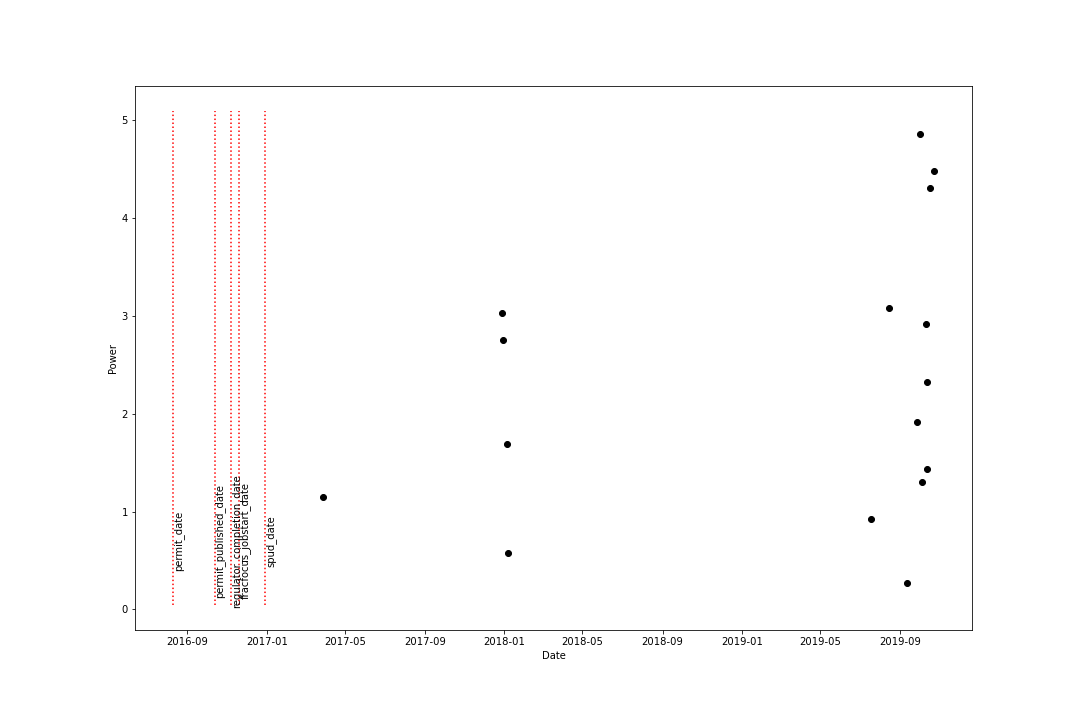 5
4
3
2
1
0
Power
permit_date
permit_published_date
regulator_completion_date
fracfocus_jobstart_date
spud_date
2016-09
2017-01
2017-05
2017-09
2018-01
2018-05
2018-09
2019-01
2019-05
2019-09
Date